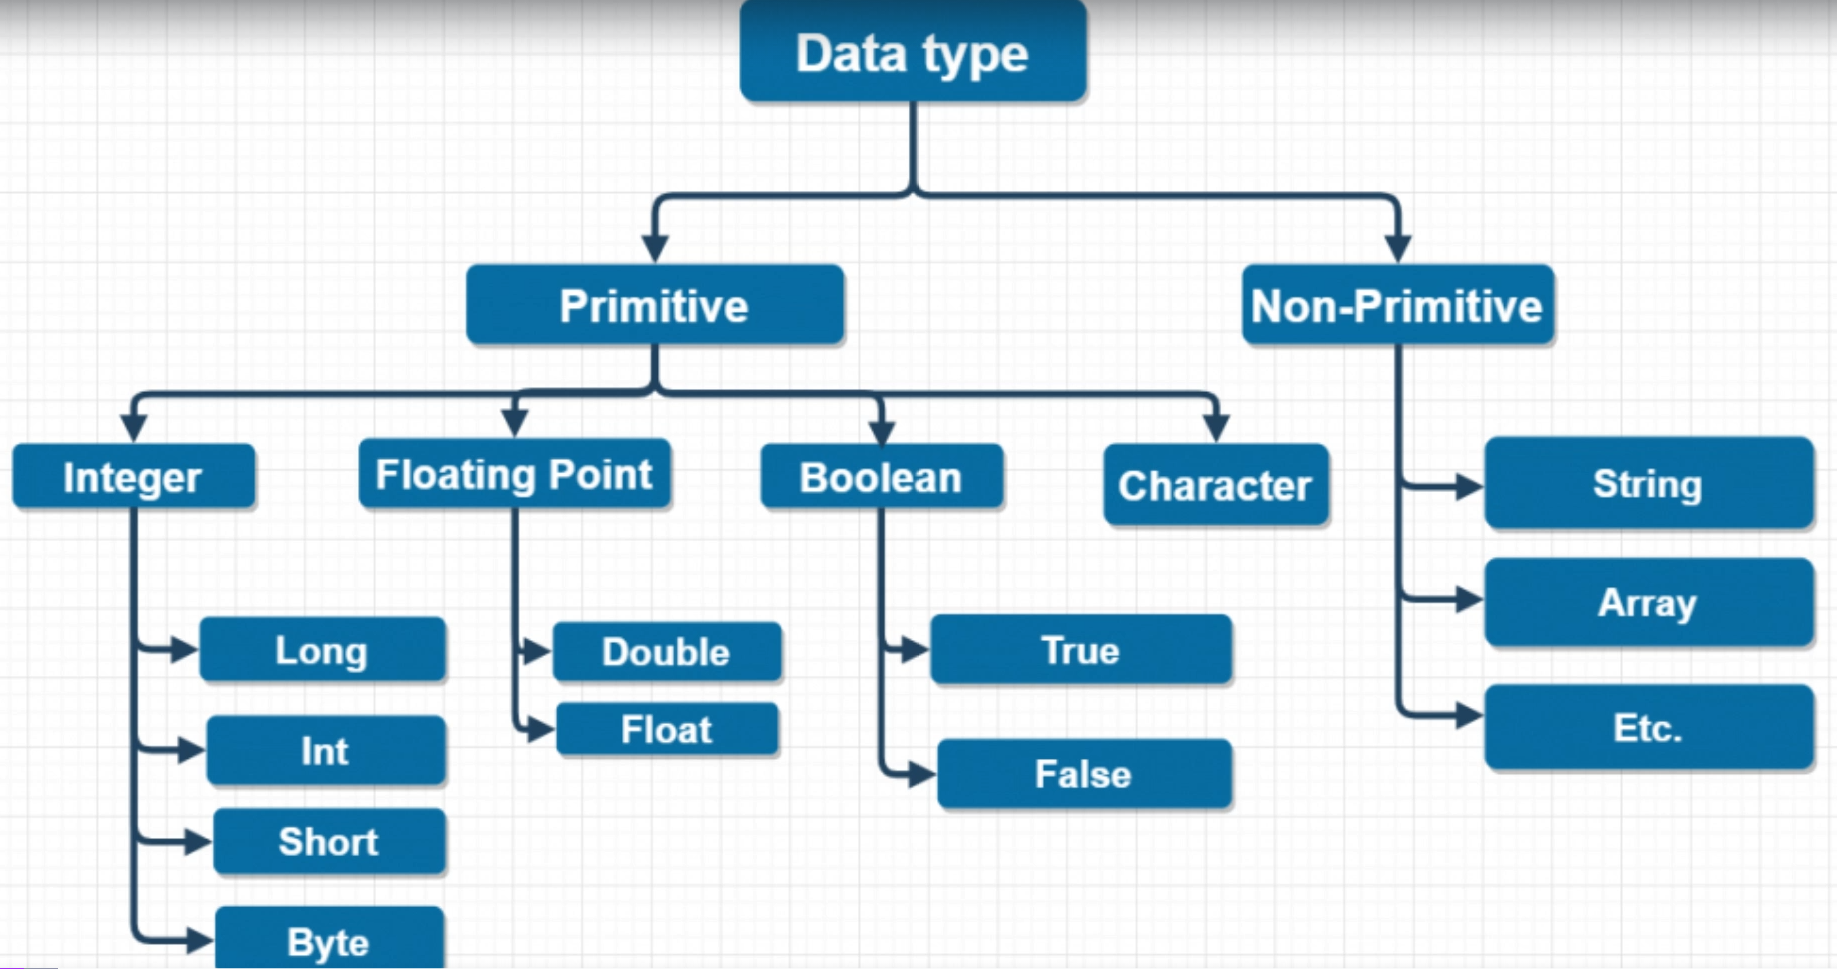 Data type
Primitive
Non-Primitive
Integer
Floating Point
Boolean
Character
String
Array
Etc.
Long
Int
Short
Byte
Double
Float
True
False